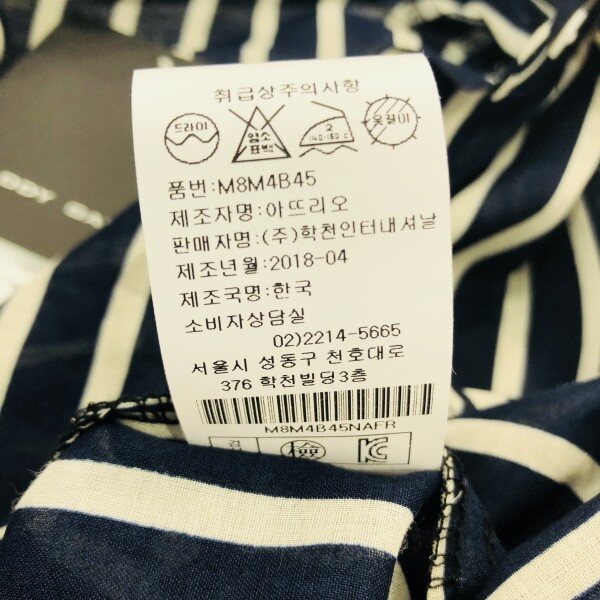 취급상주의사항
드라이
염소
표백
2
140-160℃
옷걸이
품번:M8M4B45
제조자명:아뜨리오
판매자명:(주)학천인터내셔날
제조년월:2018-04
제조국명:한국
소비자상담실
02)2214-5665
서울시 성동구 천호대로
376 학천빌딩3층
M8M4B45NAFR
검
檢